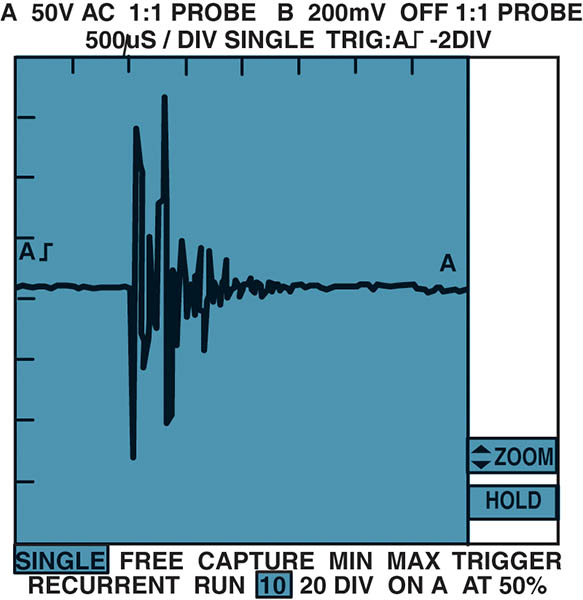 A 50V AC 1:1 PROBE B 200mV OFF 1:1 PROBE
500µS / DIV SINGLE TRIG:A⎍ -2DIV
A
A
ZOOM
HOLD
SINGLE FREE CAPTURE MIN MAX TRIGGER
RECURRENT RUN 10 20 DIV ON A AT 50%